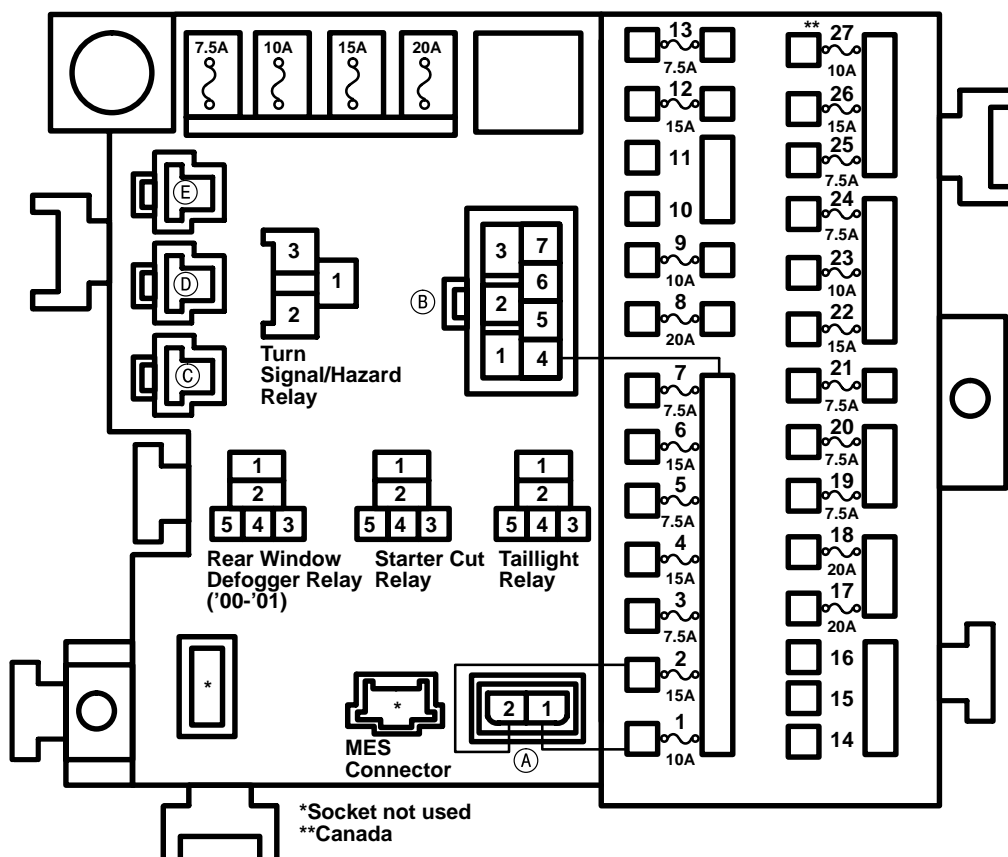 7.5A 10A 15A 20A
E
D
C
3
1
2
Turn
Signal/Hazard
Relay
B
3 7
6
2
5
1 4
1
2
5 4 3
Rear Window
Defogger Relay
('00-'01)
1
2
5 4 3
Starter Cut
Relay
1
2
5 4 3
Taillight
Relay
*
*
MES
Connector
2 1
A
*Socket not used
**Canada
13
7.5A
12
15A
11
10
9
10A
8
20A
7
7.5A
6
15A
5
7.5A
4
15A
3
7.5A
2
15A
1
10A
** 27
10A
26
15A
25
7.5A
24
7.5A
23
10A
22
15A
21
7.5A
20
7.5A
19
7.5A
18
20A
17
20A
16
15
14